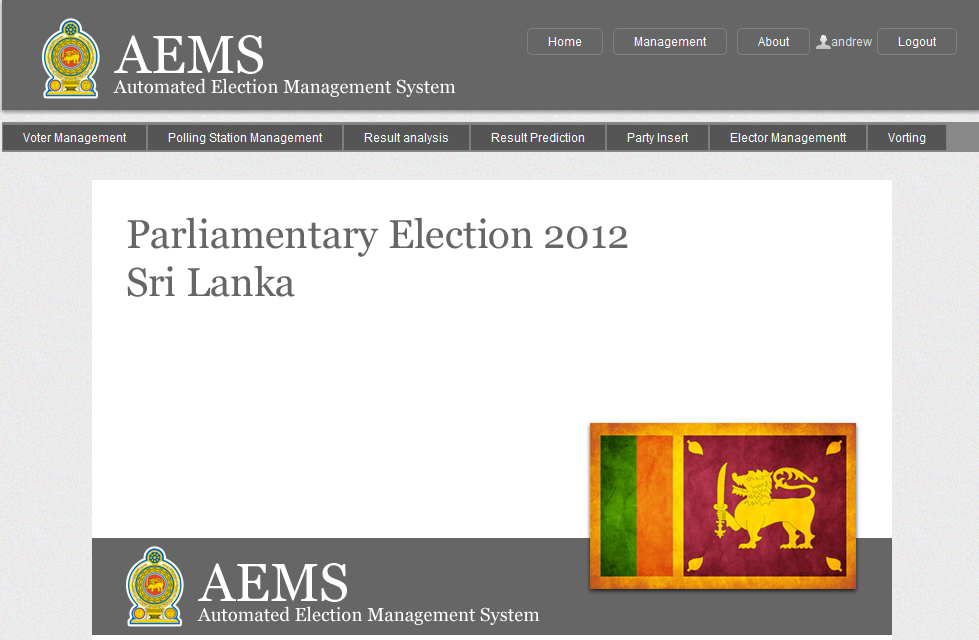 AEMS
Automated Election Management System
Home Management About andrew Logout
Voter Management Polling Station Management Result analysis Result Prediction Party Insert Elector Managementt Vorting
Parliamentary Election 2012
Sri Lanka
AEMS
Automated Election Management System